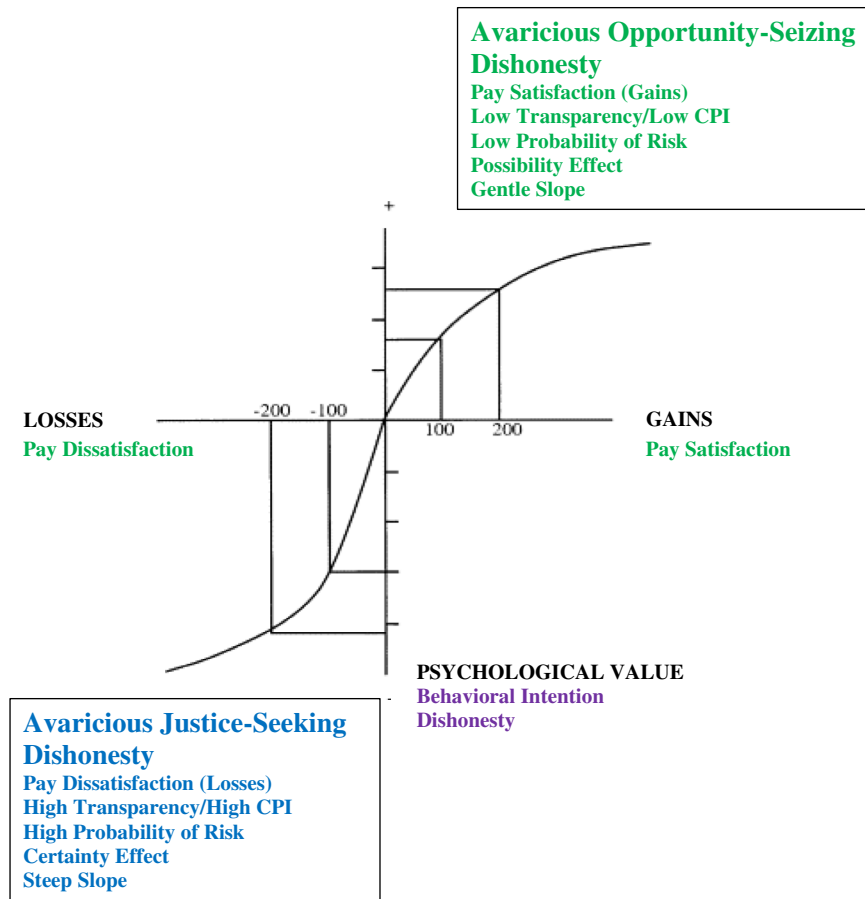 Avaricious Opportunity-Seizing
Dishonesty
Pay Satisfaction (Gains)
Low Transparency/Low CPI
Low Probability of Risk
Possibility Effect
Gentle Slope
+
LOSSES
Pay Dissatisfaction
-200 -100
100 200
GAINS
Pay Satisfaction
PSYCHOLOGICAL VALUE
Behavioral Intention
Dishonesty
-
Avaricious Justice-Seeking
Dishonesty
Pay Dissatisfaction (Losses)
High Transparency/High CPI
High Probability of Risk
Certainty Effect
Steep Slope